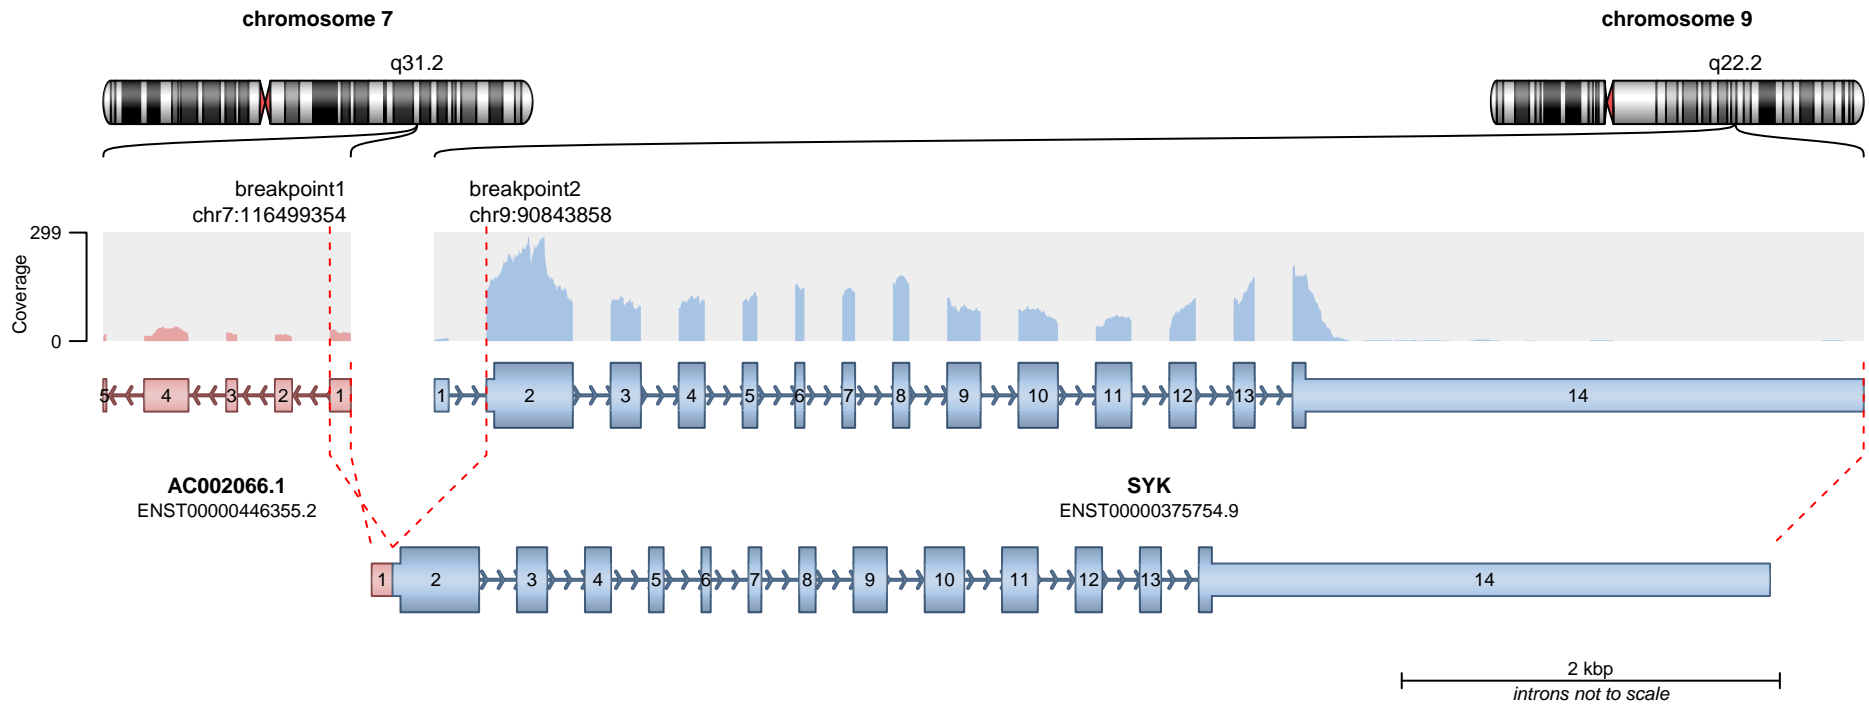 chromosome 7
chromosome 9
q31.2
q22.2
breakpoint1
chr7:116499354
breakpoint2
chr9:90843858
299
0
Coverage
5 4 3 2 1
1 2 3 4 5 6 7 8 9 10 11 12 13 14
AC002066.1
ENST00000446355.2
SYK
ENST00000375754.9
1 2 3 4 5 6 7 8 9 10 11 12 13 14
2 kbp
introns not to scale